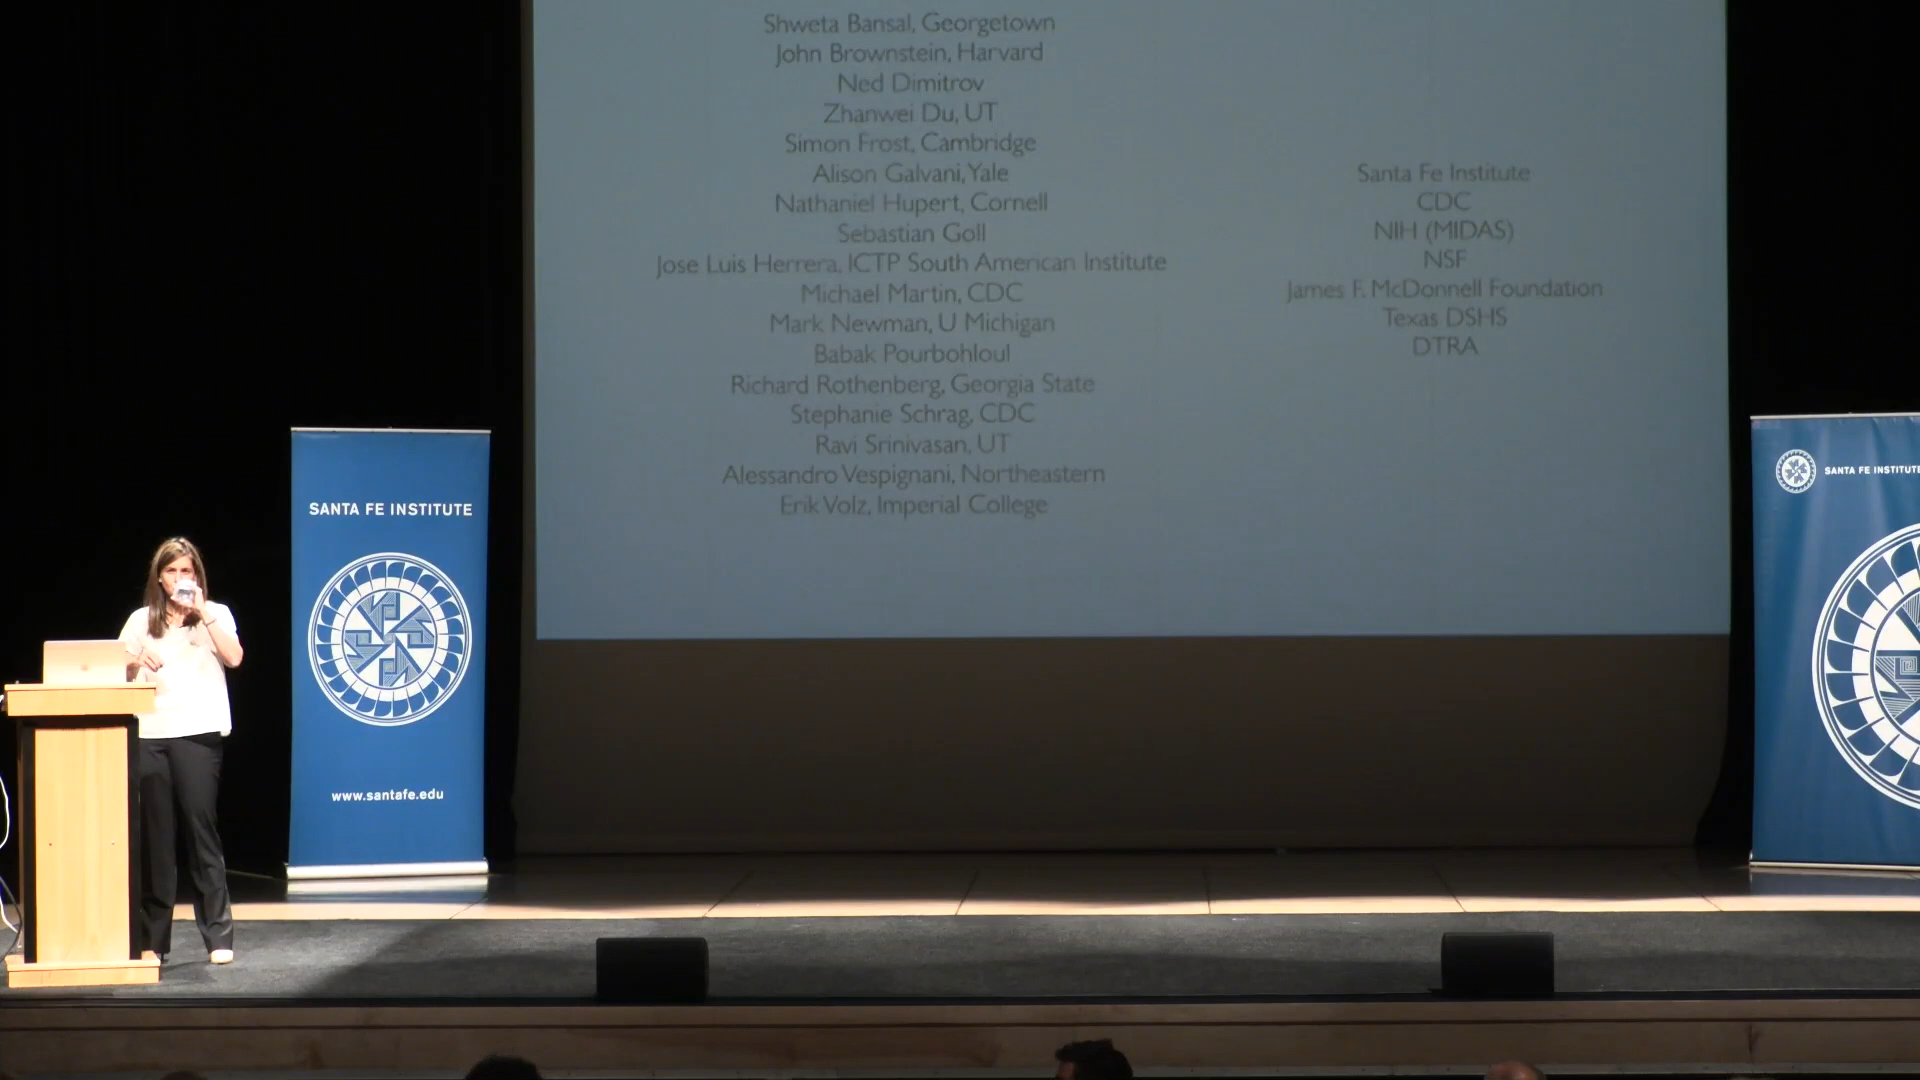 Shweta Bansal, Georgetown
John Brownstein, Harvard
Ned Dimitrov
Zhanwei Du, UT
Simon Frost, Cambridge
Alison Galvani, Yale
Nathaniel Hupert, Cornell
Sebastian Goll
Jose Luis Herrera, ICTP South American Institute
Michael Martin, CDC
Mark Newman, U Michigan
Babak Pourbohloul
Richard Rothenberg, Georgia State
Stephanie Schrag, CDC
Ravi Srinivasan, UT
Alessandro Vespignani, Northeastern
Erik Volz, Imperial College
Santa Fe Institute
CDC
NIH (MIDAS)
NSF
James F. McDonnell Foundation
Texas DSHS
DTRA
SANTA FE INSTITUTE
www.santafe.edu
SANTA FE INSTITUTE